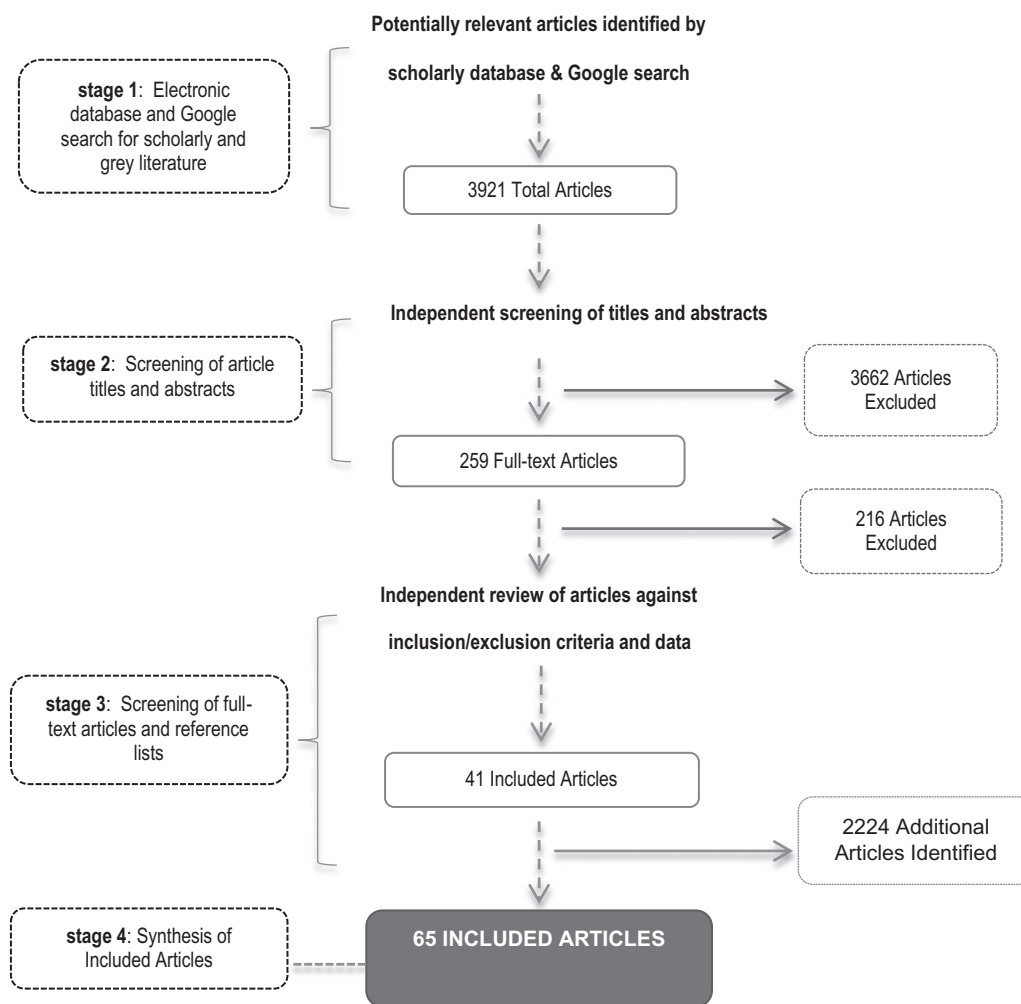 Potentially relevant articles identified by
scholarly database & Google search
stage 1: Electronic
database and Google
search for scholarly and
grey literature
3921 Total Articles
Independent screening of titles and abstracts
stage 2: Screening of article
titles and abstracts
3662 Articles
Excluded
259 Full-text Articles
216 Articles
Excluded
Independent review of articles against
inclusion/exclusion criteria and data
stage 3: Screening of full-
text articles and reference
lists
41 Included Articles
2224 Additional
Articles Identified
stage 4: Synthesis of
Included Articles
65 INCLUDED ARTICLES